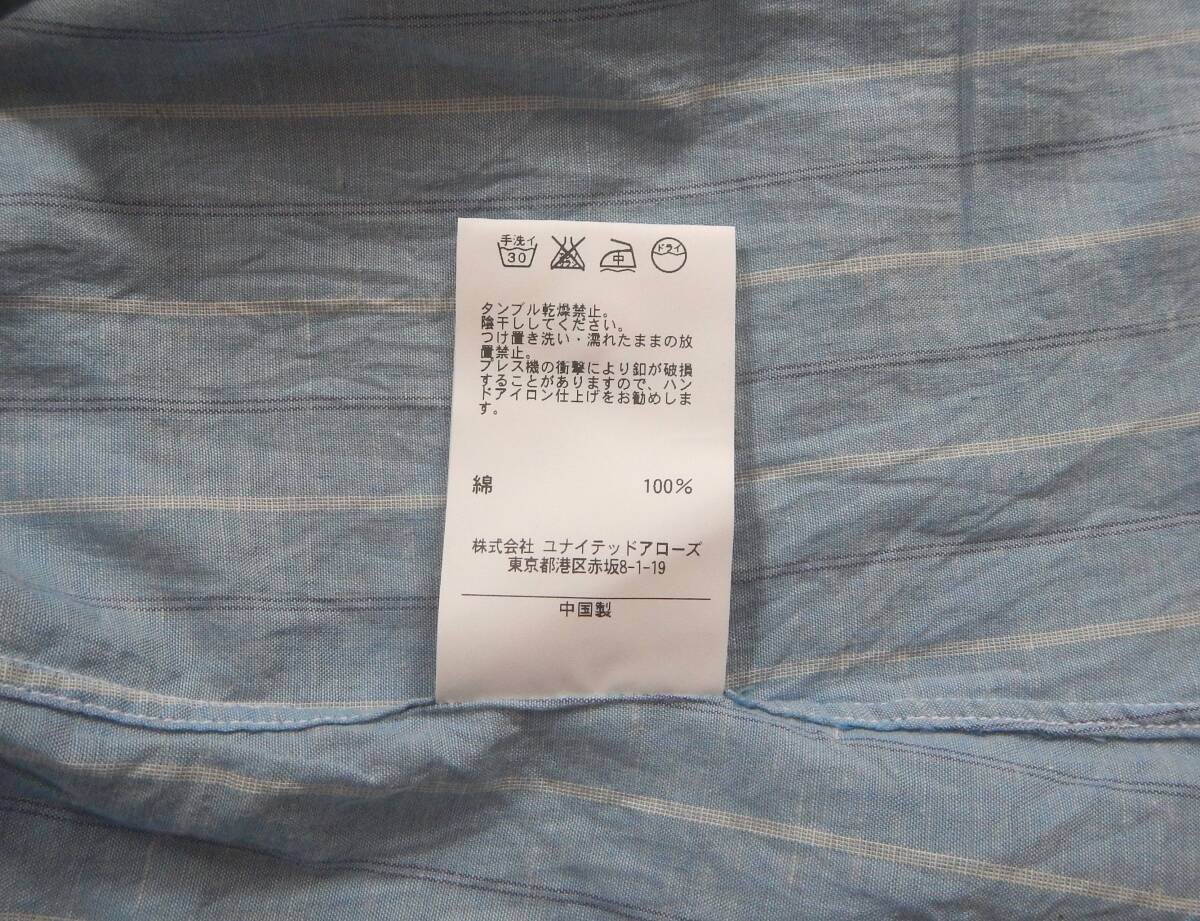 手洗イ
30
中
ドライ
タンブル乾燥禁止。
陰干ししてください。
つけ置き洗い・濡れたままの放
置禁止。
プレス機の衝撃により釦が破損
することがありますので、ハン
ドアイロン仕上げをお勧めしま
す。
綿 100%
株式会社 ユナイテッドアローズ
東京都港区赤坂8-1-19
中国製